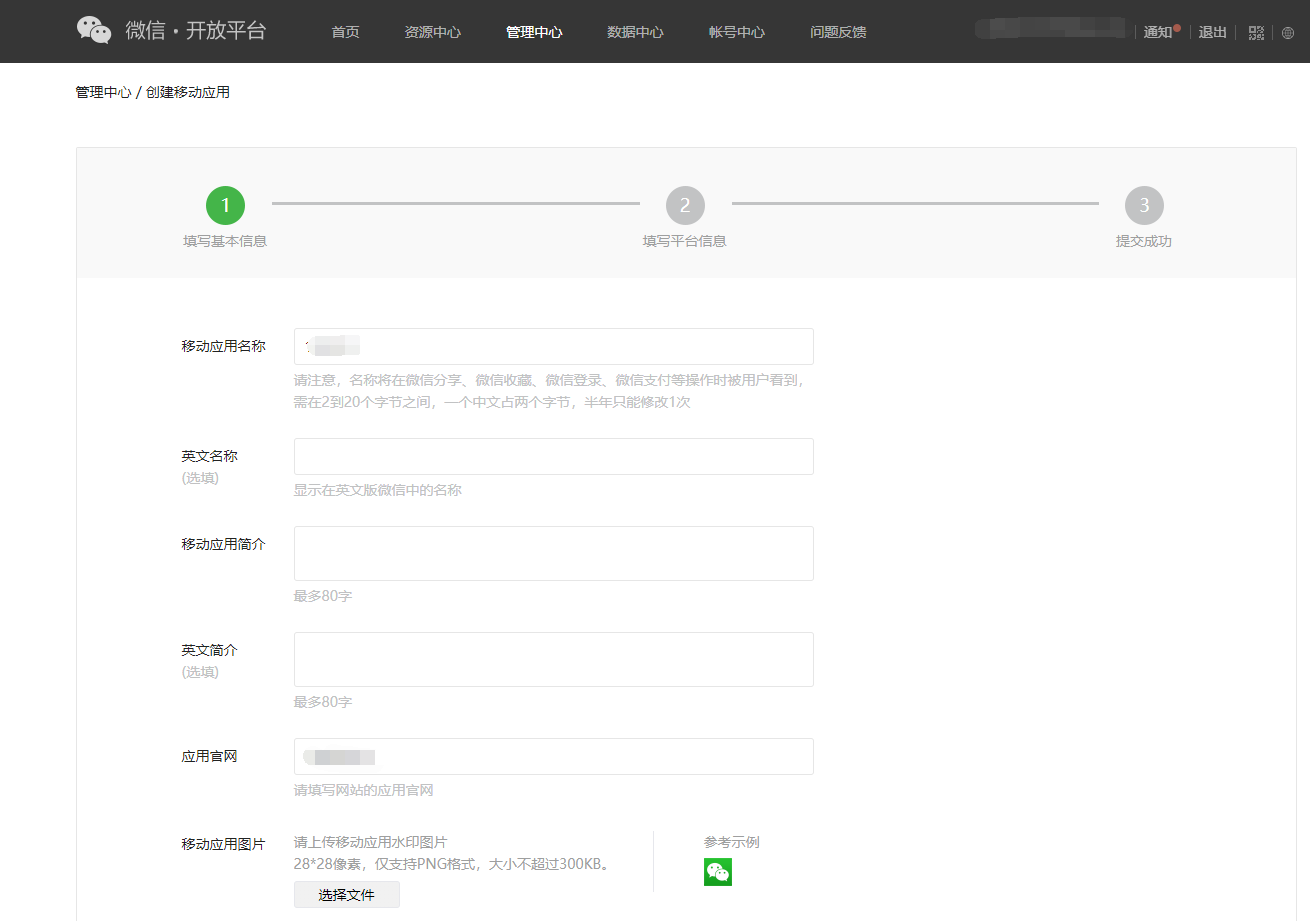 微信·开放平台
首页 资源中心 管理中心 数据中心 帐号中心 问题反馈 通知 退出
管理中心 / 创建移动应用
1 2 3
填写基本信息 填写平台信息 提交成功
移动应用名称
请注意，名称将在微信分享、微信收藏、微信登录、微信支付等操作时被用户看到，
需在2到20个字节之间，一个中文占两个字节，半年只能修改1次
英文名称
(选填)
显示在英文版微信中的名称
移动应用简介
最多80字
英文简介
(选填)
最多80字
应用官网
请填写网站的应用官网
移动应用图片 请上传移动应用水印图片 参考示例
28*28像素，仅支持PNG格式，大小不超过300KB。
选择文件